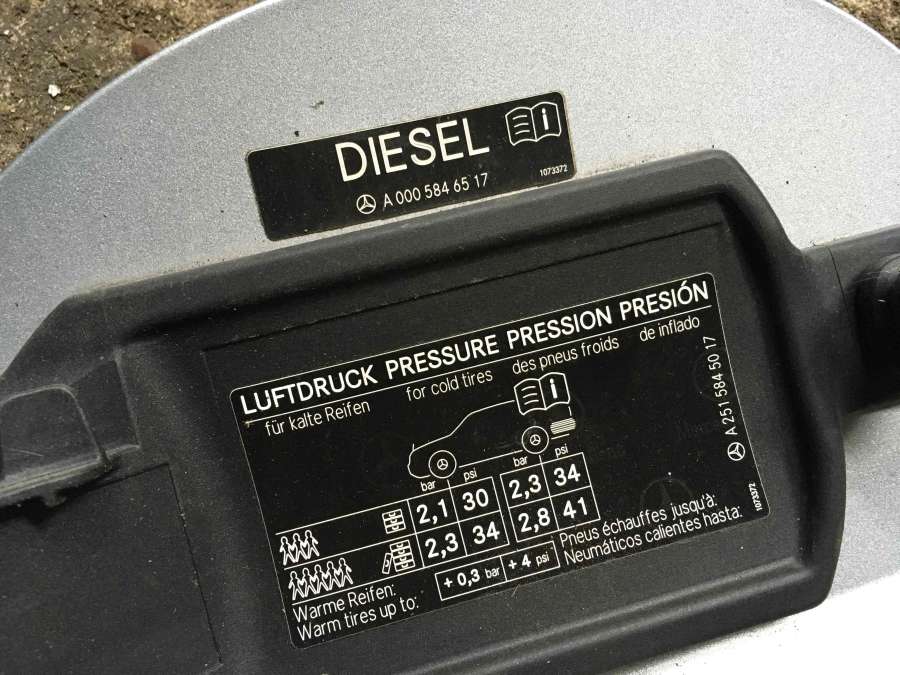 DIESEL
A 000 584 65 17
1073372
LUFTDRUCK PRESSURE PRESSION PRESIÓN
für kalte Reifen for cold tires des pneus froids de inflado
bar psi bar psi
2,1 30 2,3 34
2,3 34 2,8 41
Warme Reifen:
Warm tires up to:
+ 0,3 bar + 4 psi
Pneus échauffes jusqu'à:
Neumáticos calientes hasta:
A 251 584 50 17
1073372